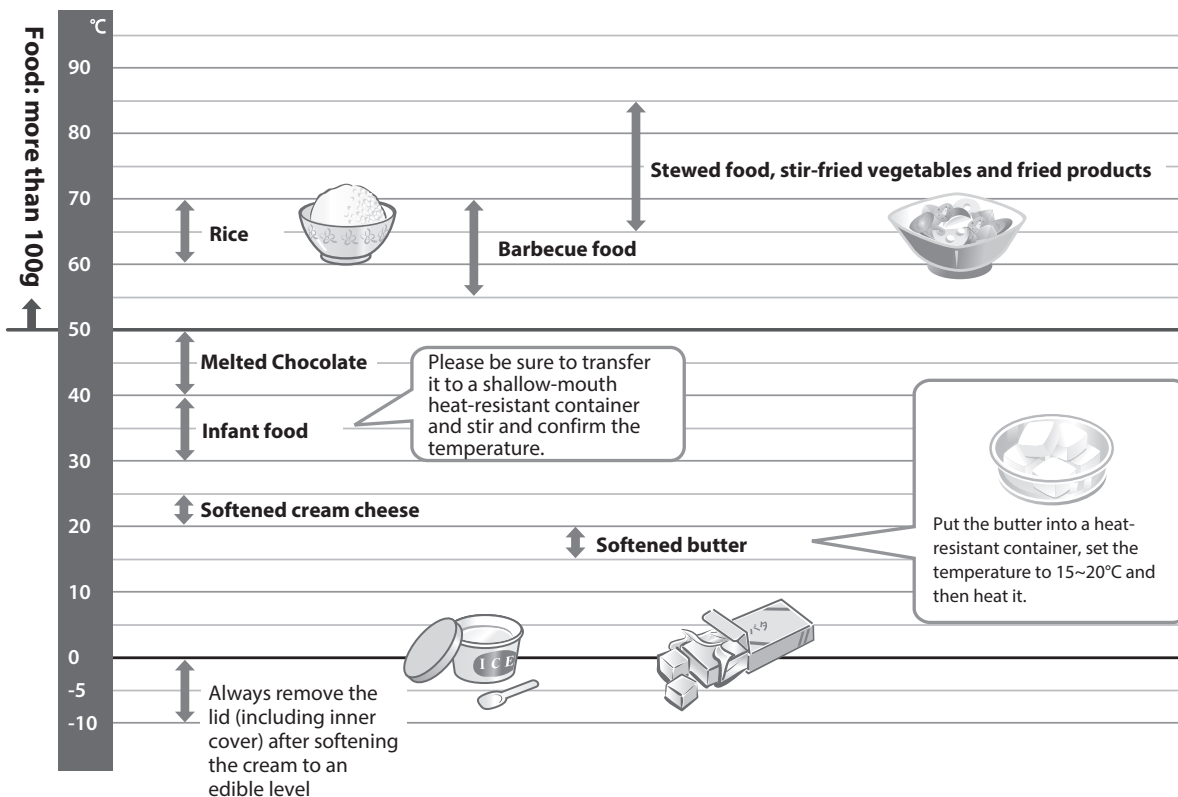 °C
Food: more than 100g
90
80
Stewed food, stir-fried vegetables and fried products
70
Rice
Barbecue food
60
50
Melted Chocolate
Please be sure to transfer
it to a shallow-mouth
heat-resistant container
and stir and confirm the
temperature.
40
Infant food
30
Softened cream cheese
20
Softened butter
Put the butter into a heat-
resistant container, set the
temperature to 15~20°C and
then heat it.
10
ICE
バタ
0
-5
-10
Always remove the
lid (including inner
cover) after softening
the cream to an
edible level